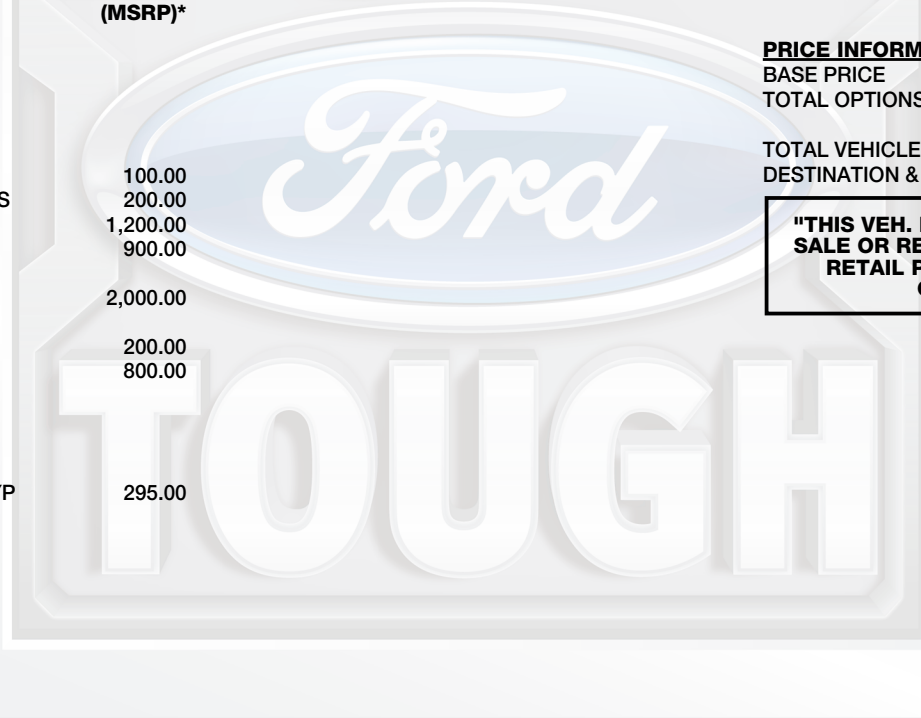 (MSRP)*
100.00
S 200.00
1,200.00
900.00
2,000.00
200.00
800.00
YP 295.00
Ford
TOUGH
PRICE INFORM
BASE PRICE
TOTAL OPTIONS
TOTAL VEHICLE
DESTINATION &
"THIS VEH.
SALE OR RE
RETAIL P